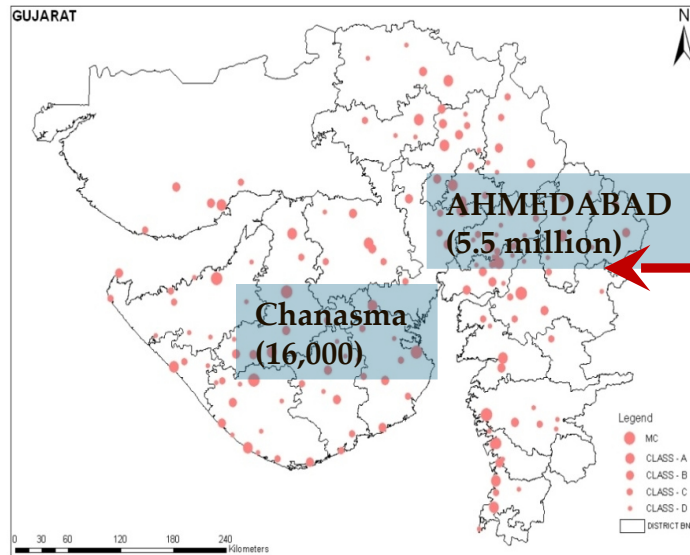 GUJARAT
N
AHMEDABAD
(5.5 million)
Chanasma
(16,000)
Legend
MC
CLASS - A
CLASS - B
CLASS - C
CLASS - D
DISTRICT BN
0 30 60 120 180 240
Kilometers